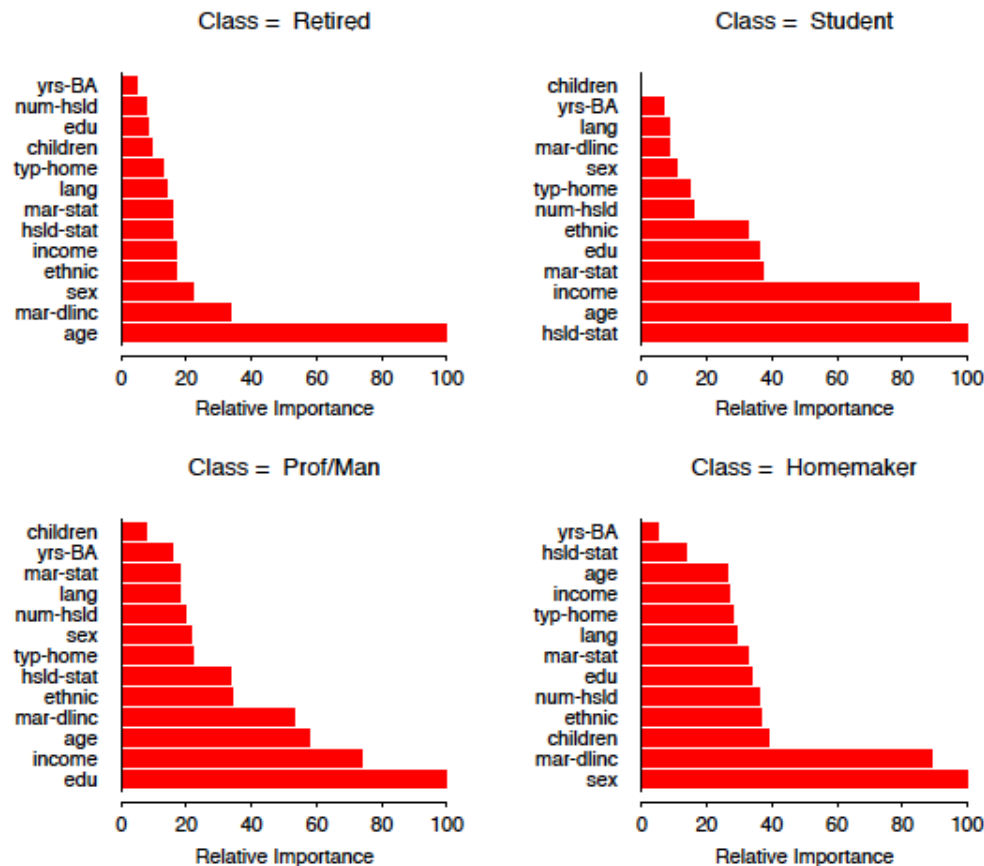 Class = Retired
yrs-BA
num-hsld
edu
children
typ-home
lang
mar-stat
hsld-stat
income
ethnic
sex
mar-dlinc
age
0 20 40 60 80 100
Relative Importance
Class = Student
children
yrs-BA
lang
mar-dlinc
sex
typ-home
num-hsld
ethnic
edu
mar-stat
income
age
hsld-stat
0 20 40 60 80 100
Relative Importance
Class = Prof/Man
children
yrs-BA
mar-stat
lang
num-hsld
sex
typ-home
hsld-stat
ethnic
mar-dlinc
age
income
edu
0 20 40 60 80 100
Relative Importance
Class = Homemaker
yrs-BA
hsld-stat
age
income
typ-home
lang
mar-stat
edu
num-hsld
ethnic
children
mar-dlinc
sex
0 20 40 60 80 100
Relative Importance